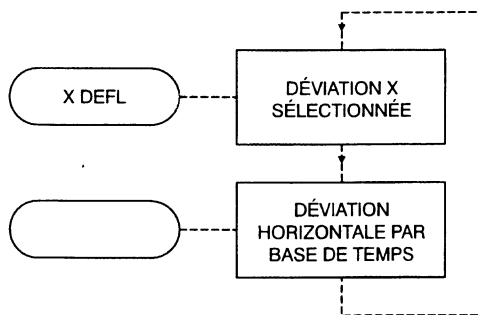 X DEFL
DÉVIATION X
SÉLECTIONNÉE
DÉVIATION
HORIZONTALE PAR
BASE DE TEMPS